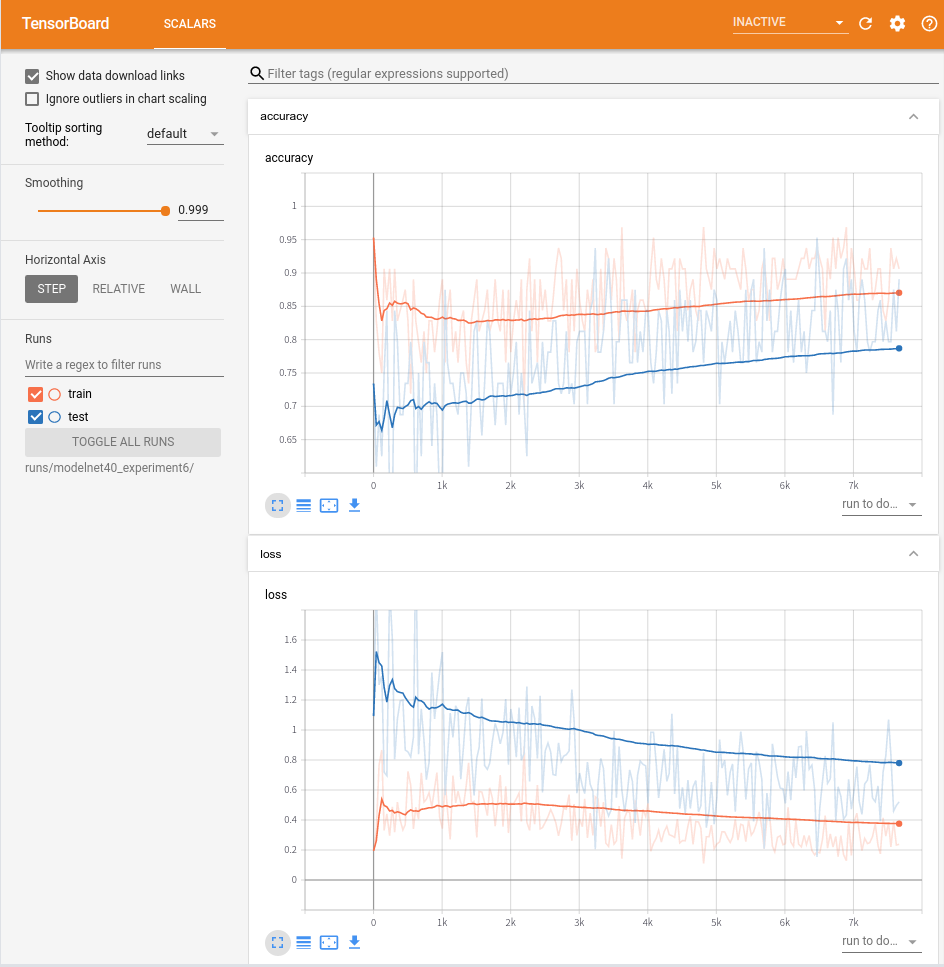 TensorBoard
SCALARS
INACTIVE
Show data download links
Ignore outliers in chart scaling
Tooltip sorting
method:
default
Smoothing
0.999
Horizontal Axis
STEP RELATIVE WALL
Runs
Write a regex to filter runs
train
test
TOGGLE ALL RUNS
runs/modelnet40_experiment6/
Filter tags (regular expressions supported)
accuracy
accuracy
1
0.95
0.9
0.85
0.8
0.75
0.7
0.65
0 1k 2k 3k 4k 5k 6k 7k
run to do...
loss
loss
1.6
1.4
1.2
1
0.8
0.6
0.4
0.2
0
0 1k 2k 3k 4k 5k 6k 7k
run to do...